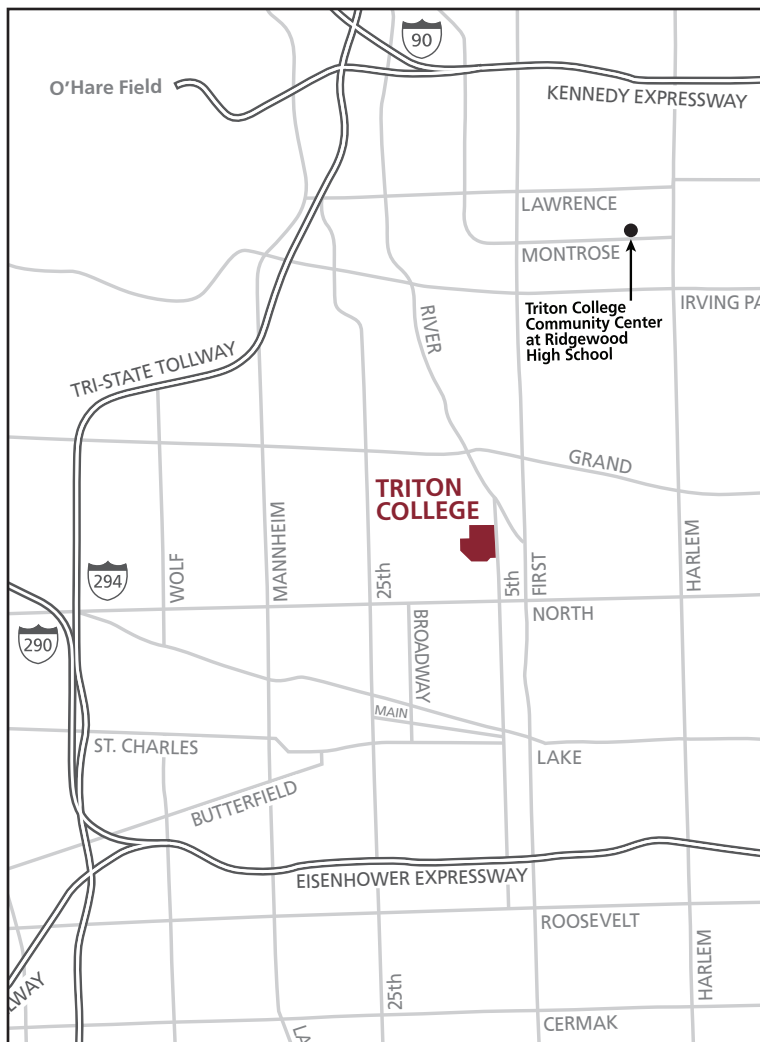 90
O'Hare Field
KENNEDY EXPRESSWAY
LAWRENCE
MONTROSE
IRVING PA
Triton College
Community Center
at Ridgewood
High School
RIVER
TRI-STATE TOLLWAY
GRAND
TRITON
COLLEGE
MANNHEIM
WOLF
25th
5th
FIRST
HARLEM
294
290
NORTH
BROADWAY
MAIN
ST. CHARLES
LAKE
BUTTERFIELD
EISENHOWER EXPRESSWAY
ROOSEVELT
HARLEM
25th
LWAY
LA
CERMAK